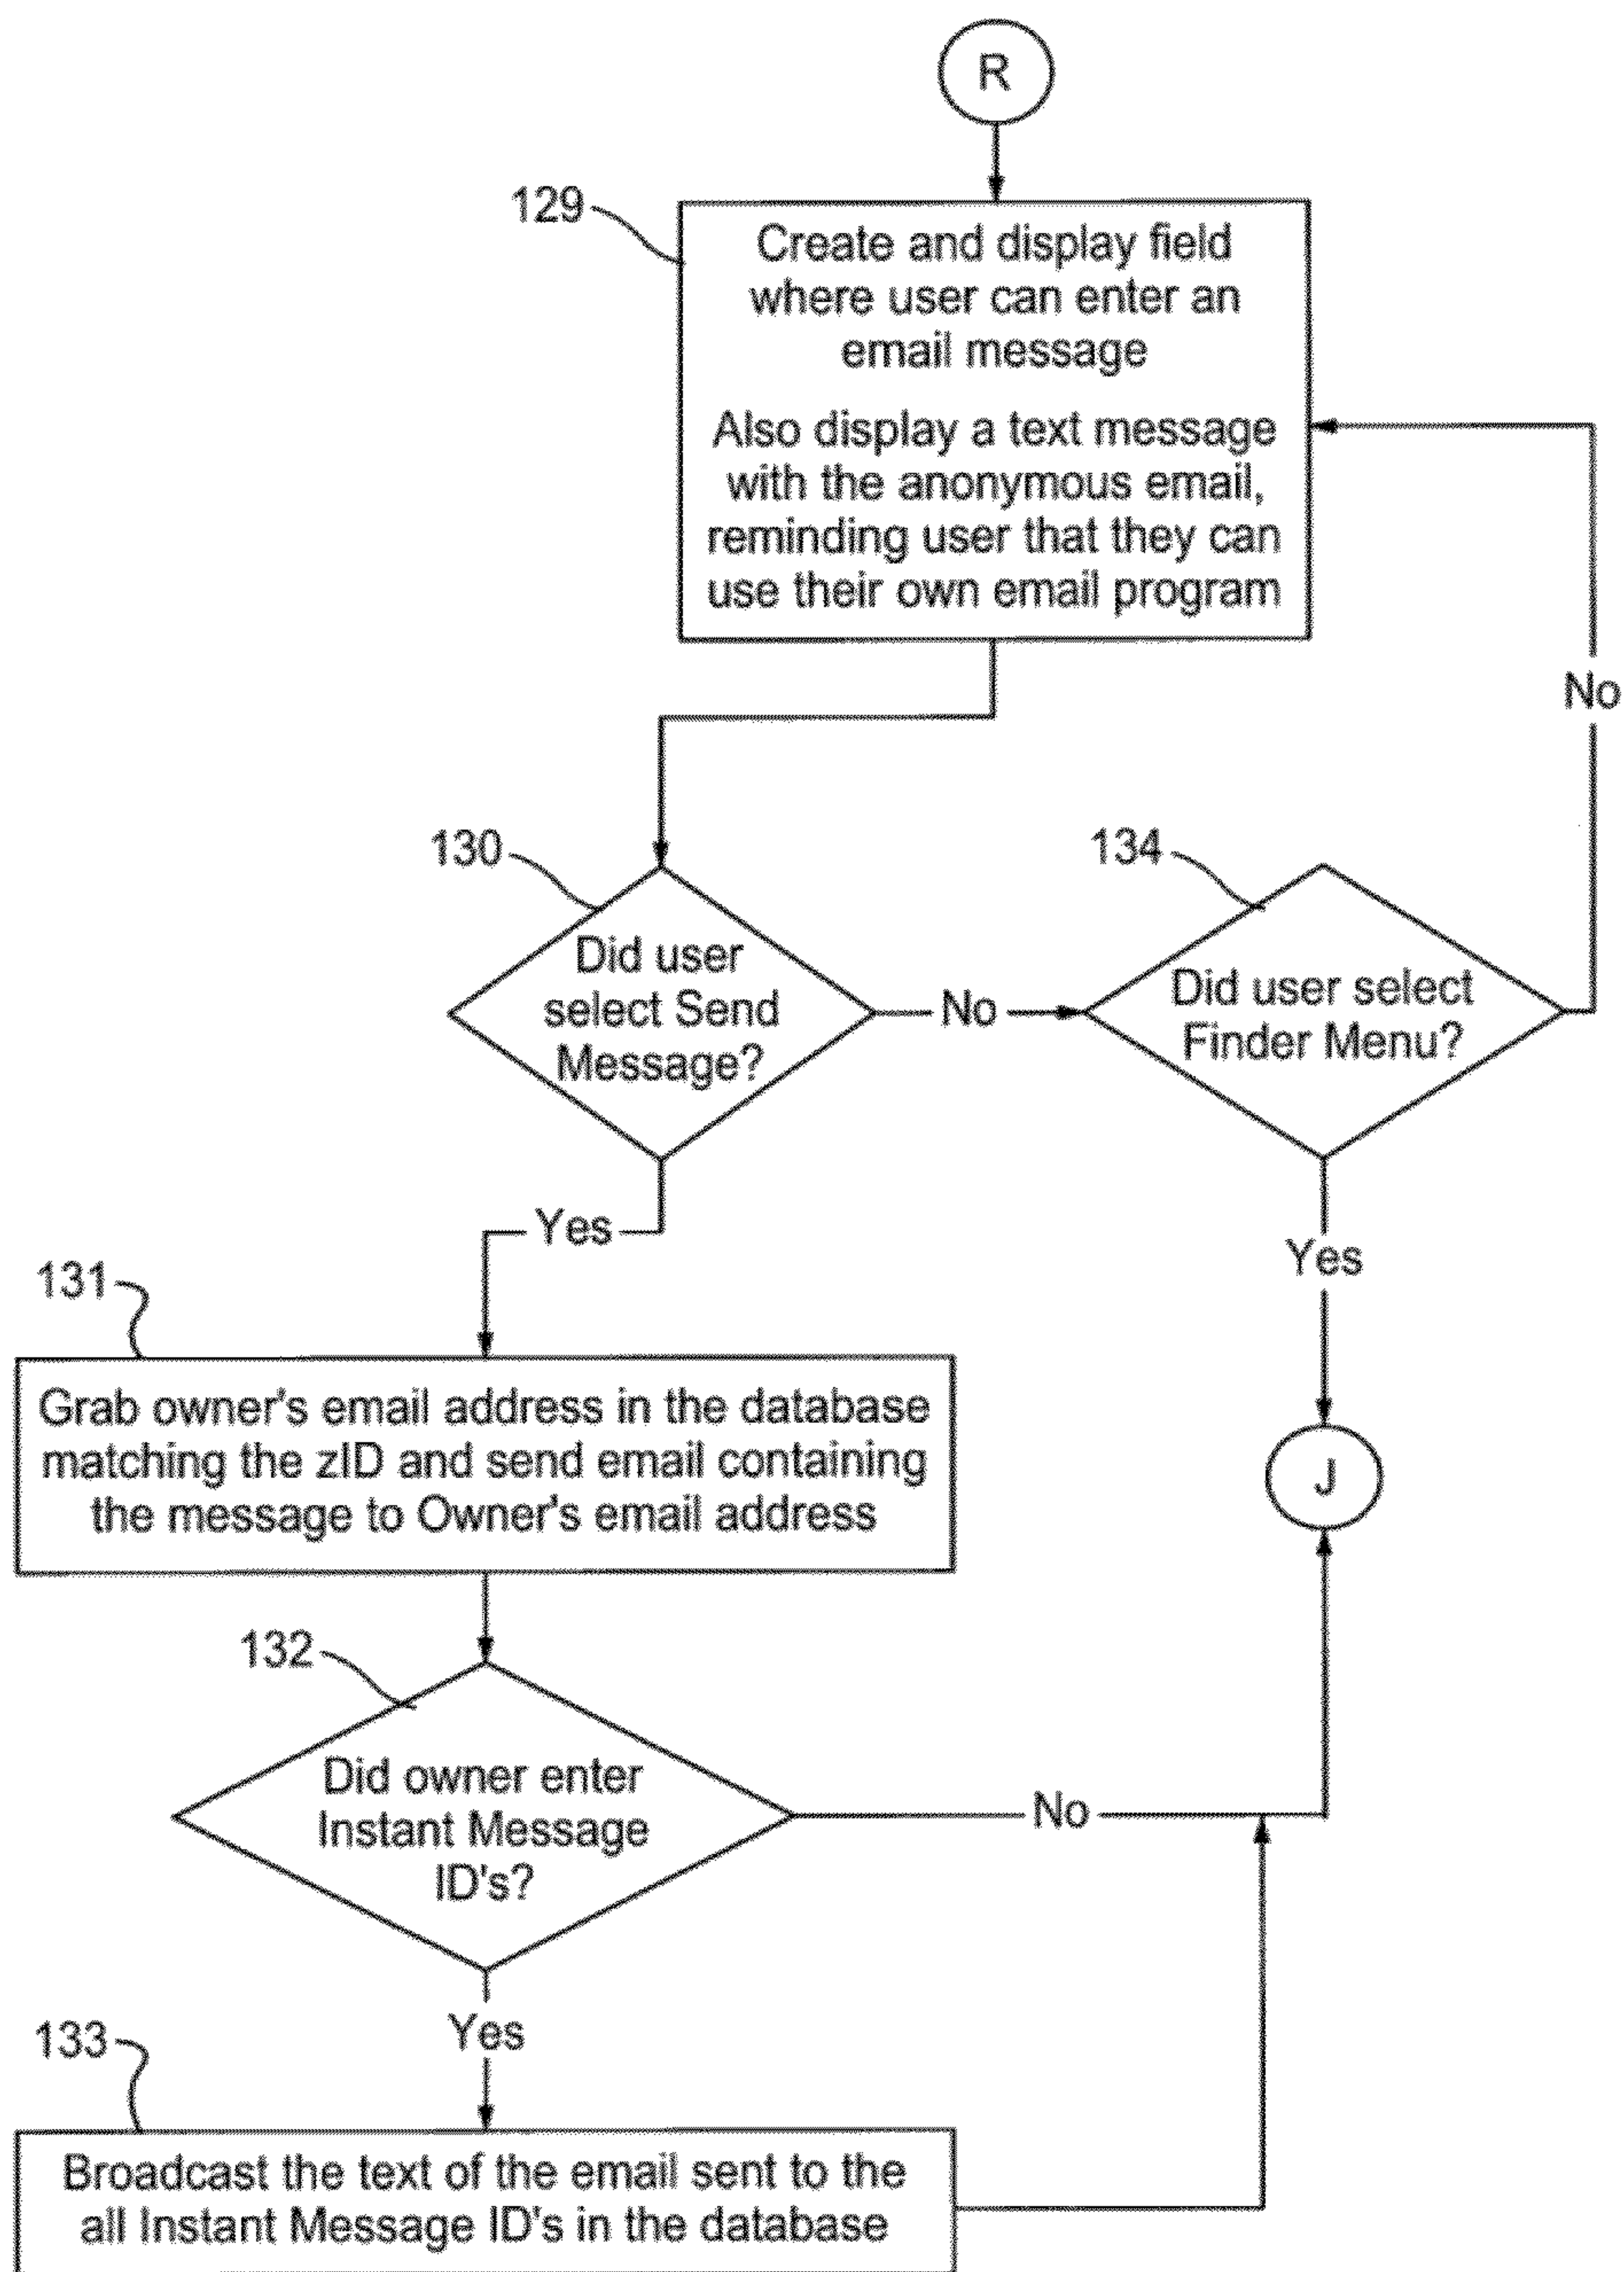 R
129
Create and display field
where user can enter an
email message
Also display a text message
with the anonymous email,
reminding user that they can
use their own email program
No
130
134
Did user
select Send
Message?
No
Did user select
Finder Menu?
Yes
Yes
131
Grab owner's email address in the database
matching the zID and send email containing
the message to Owner's email address
J
132
Did owner enter
Instant Message
ID's?
No
Yes
133
Broadcast the text of the email sent to the
all Instant Message ID's in the database